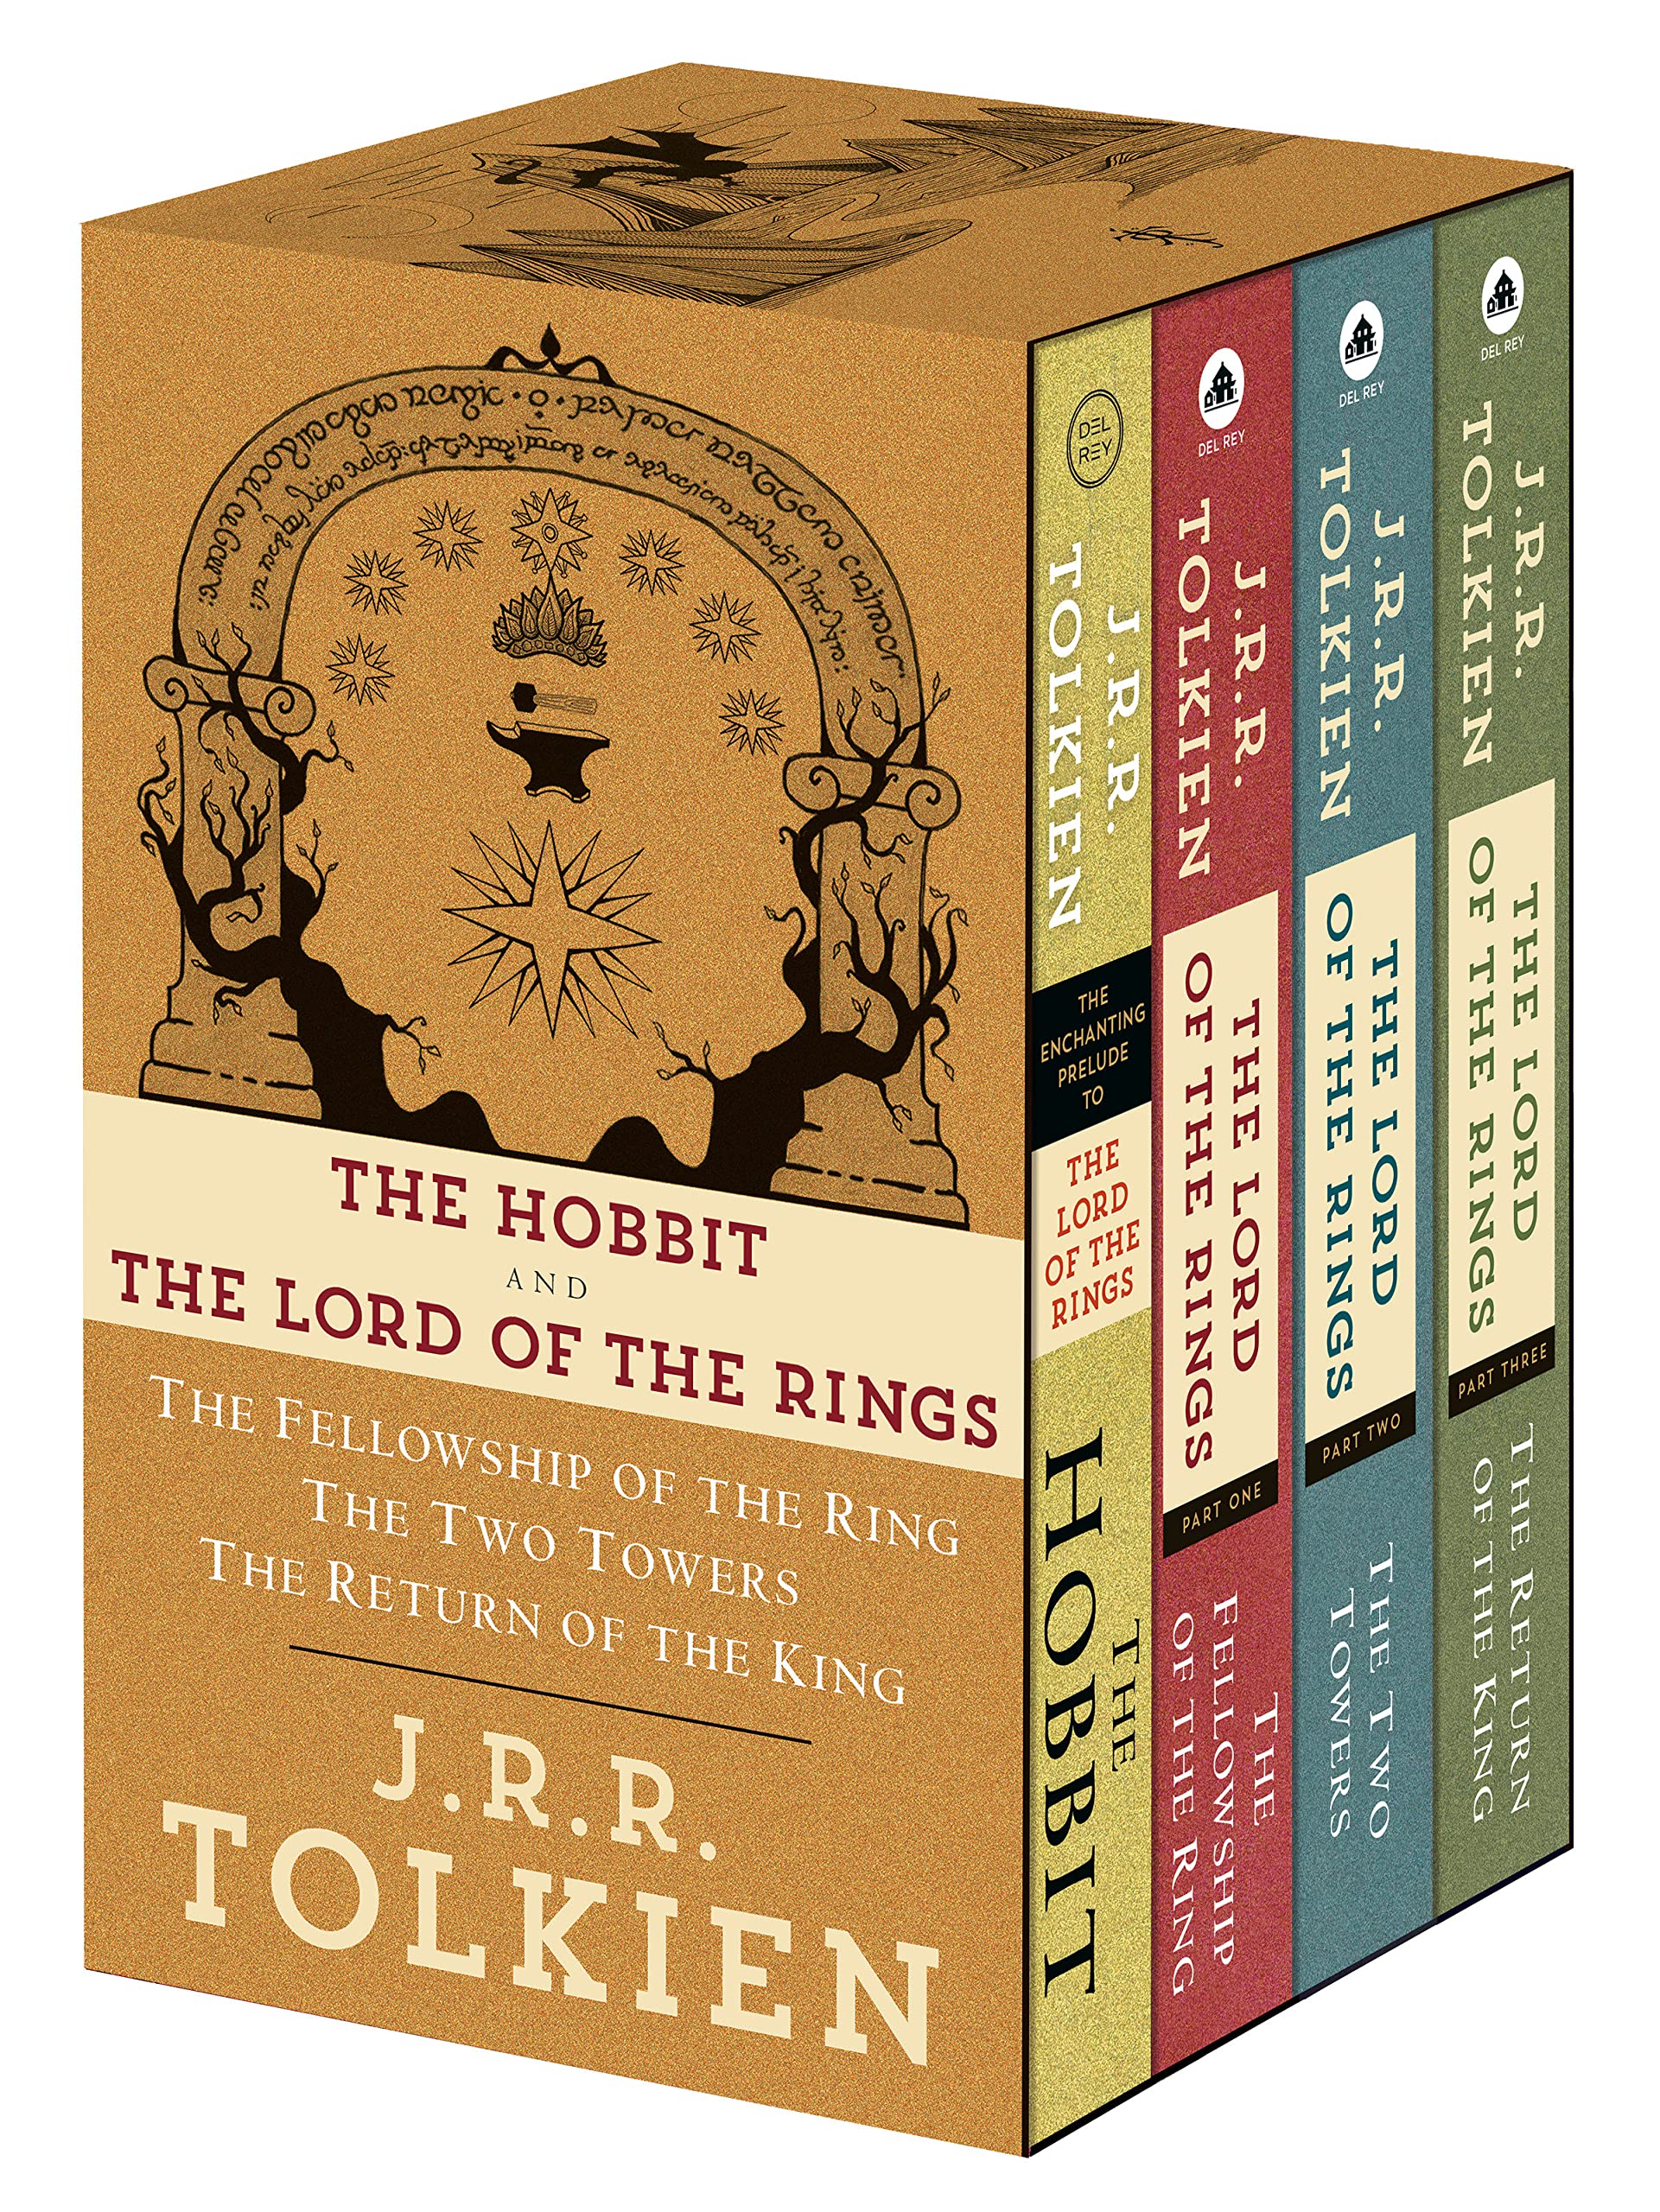 THE HOBBIT
AND
THE LORD OF THE RINGS
THE FELLOWSHIP OF THE RING
THE TWO TOWERS
THE RETURN OF THE KING
J.R.R.
TOLKIEN
DEL
REY
J.R.R.
TOLKIEN
THE
ENCHANTING
PRELUDE
TO
THE
LORD
OF THE
RINGS
THE
HOBBIT
DEL REY
J.R.R.
TOLKIEN
THE LORD
OF THE RINGS
PART ONE
THE
FELLOWSHIP
OF THE RING
DEL REY
J.R.R.
TOLKIEN
THE LORD
OF THE RINGS
PART TWO
THE TWO
TOWERS
DEL REY
J.R.R.
TOLKIEN
THE LORD
OF THE RINGS
PART THREE
THE RETURN
OF THE KING